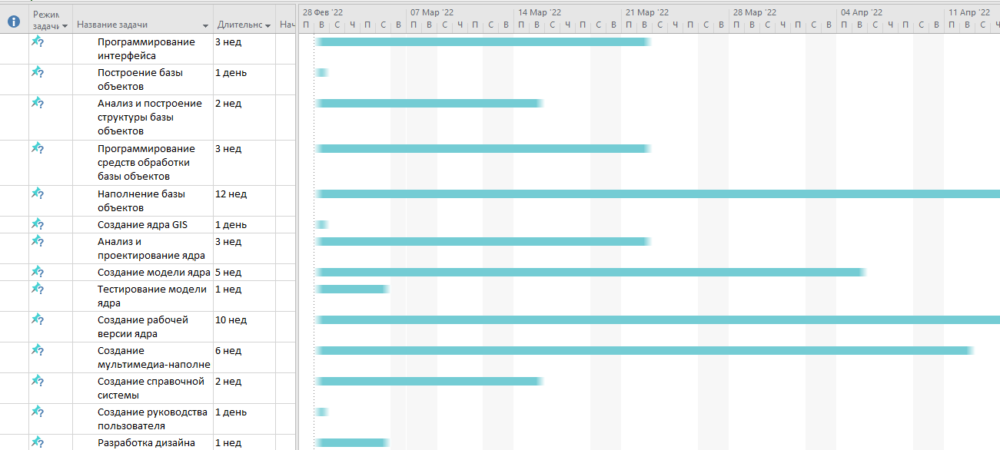 Режим
задачи
Название задачи
Длительнс
Нач
28 Фев '22 07 Мар '22 14 Мар '22 21 Мар '22 28 Мар '22 04 Апр '22 11 Апр '22
П В С Ч П С В П В С Ч П С В П В С Ч П С В П В С Ч П С В П В С Ч П С В П В С Ч П С В П В С Ч
Программирование 3 нед
интерфейса
Построение базы 1 день
объектов
Анализ и построение 2 нед
структуры базы
объектов
Программирование 3 нед
средств обработки
базы объектов
Наполнение базы 12 нед
объектов
Создание ядра GIS 1 день
Анализ и 3 нед
проектирование ядра
Создание модели ядра 5 нед
Тестирование модели 1 нед
ядра
Создание рабочей 10 нед
версии ядра
Создание 6 нед
мультимедиа-наполне
Создание справочной 2 нед
системы
Создание руководства 1 день
пользователя
Разработка дизайна 1 нед